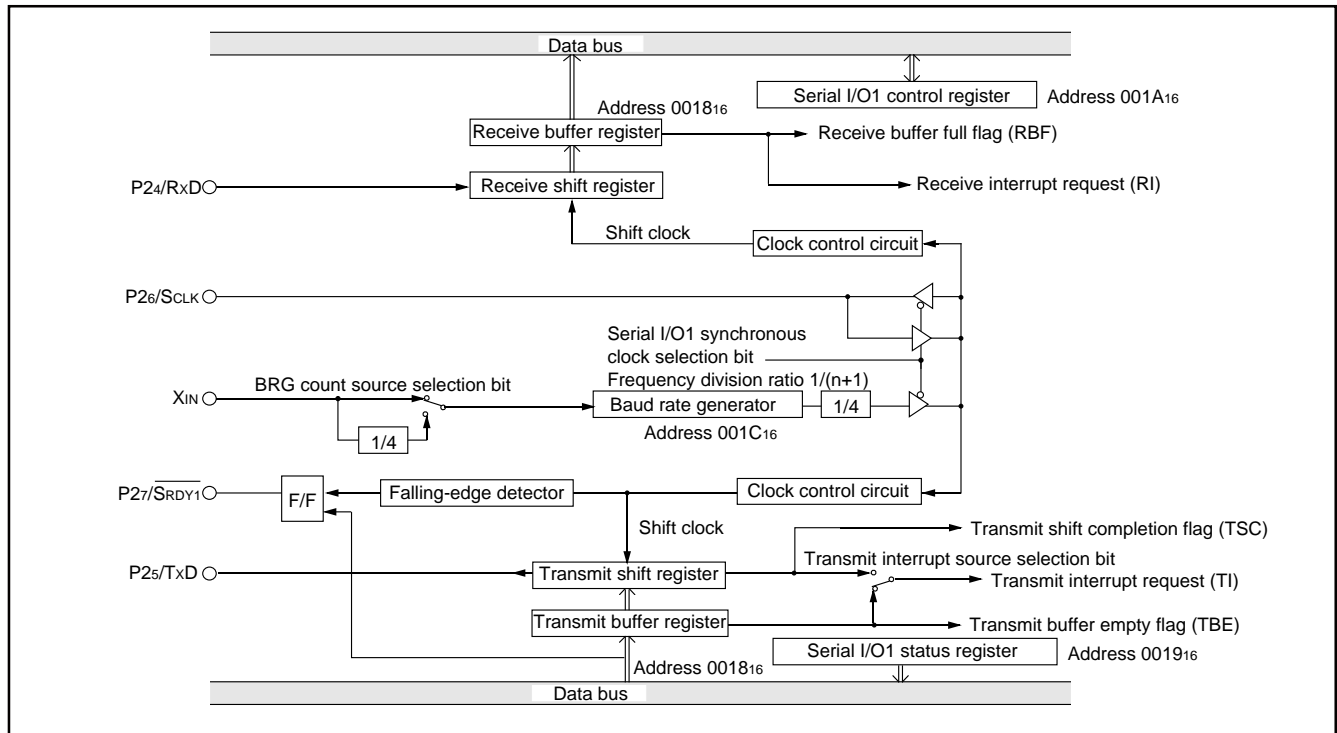 Data bus
Serial I/O1 control register Address 001A16
Address 001816
Receive buffer register Receive buffer full flag (RBF)
P24/RXD Receive shift register Receive interrupt request (RI)
Shift clock Clock control circuit
P26/SCLK
Serial I/O1 synchronous
clock selection bit
BRG count source selection bit Frequency division ratio 1/(n+1)
XIN Baud rate generator 1/4
Address 001C16
1/4
P27/SRDY1 F/F Falling-edge detector Clock control circuit
Shift clock Transmit shift completion flag (TSC)
Transmit interrupt source selection bit
P25/TXD Transmit shift register Transmit interrupt request (TI)
Transmit buffer register Transmit buffer empty flag (TBE)
Address 001816 Serial I/O1 status register Address 001916
Data bus